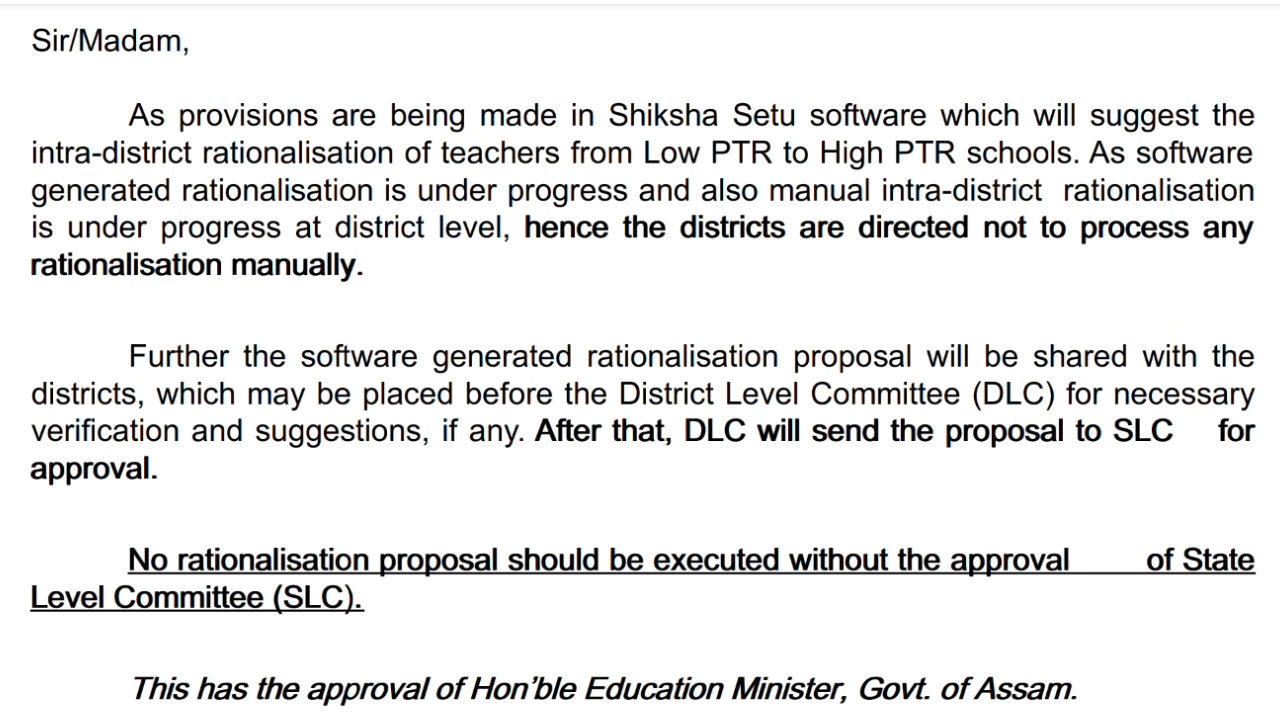 Sir/Madam,
As provisions are being made in Shiksha Setu software which will suggest the
intra-district rationalisation of teachers from Low PTR to High PTR schools. As software
generated rationalisation is under progress and also manual intra-district rationalisation
is under progress at district level, hence the districts are directed not to process any
rationalisation manually.
Further the software generated rationalisation proposal will be shared with the
districts, which may be placed before the District Level Committee (DLC) for necessary
verification and suggestions, if any. After that, DLC will send the proposal to SLC for
approval.
No rationalisation proposal should be executed without the approval of State
Level Committee (SLC).
This has the approval of Hon'ble Education Minister, Govt. of Assam.